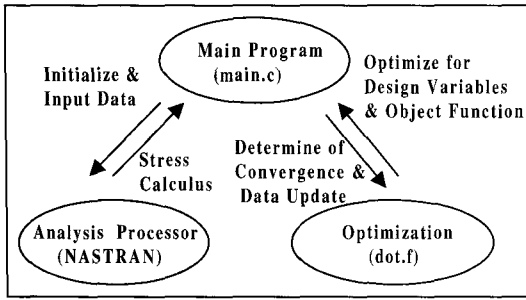 Main Program
(main.c)
Initialize &
Input Data
Optimize for
Design Variables
& Object Function
Stress
Calculus
Determine of
Convergence &
Data Update
Analysis Processor
(NASTRAN)
Optimization
(dot.f)